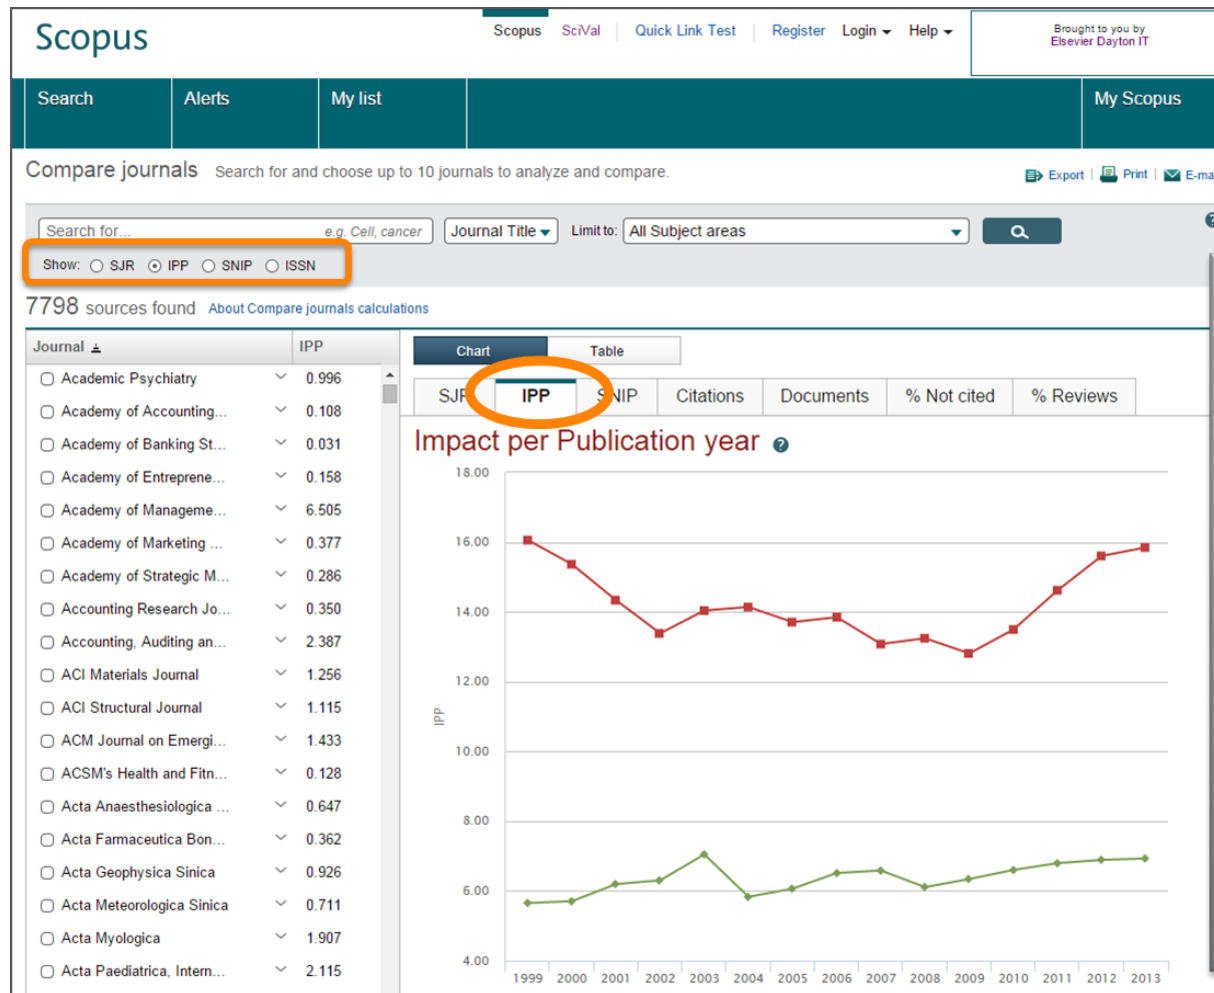 Scopus
Scopus SciVal Quick Link Test Register Login Help
Brought to you by
Elsevier Dayton IT
Search Alerts My list My Scopus
Compare journals Search for and choose up to 10 journals to analyze and compare.
Export Print E-ma
Search for... e.g. Cell, cancer Journal Title Limit to: All Subject areas
Show: SJR IPP SNIP ISSN
7798 sources found About Compare journals calculations
Journal IPP
Chart Table
Academic Psychiatry 0.996
Academy of Accounting... 0.108
Academy of Banking St... 0.031
Academy of Entreprene... 0.158
Academy of Manageme... 6.505
Academy of Marketing ... 0.377
Academy of Strategic M... 0.286
Accounting Research Jo... 0.350
Accounting, Auditing an... 2.387
ACI Materials Journal 1.256
ACI Structural Journal 1.115
ACM Journal on Emergi... 1.433
ACSM's Health and Fitn... 0.128
Acta Anaesthesiologica ... 0.647
Acta Farmaceutica Bon... 0.362
Acta Geophysica Sinica 0.926
Acta Meteorologica Sinica 0.711
Acta Myologica 1.907
Acta Paediatrica, Intern... 2.115
SJR IPP SNIP Citations Documents % Not cited % Reviews
Impact per Publication year ?
18.00
16.00
14.00
12.00
IPP
10.00
8.00
6.00
4.00
1999 2000 2001 2002 2003 2004 2005 2006 2007 2008 2009 2010 2011 2012 2013